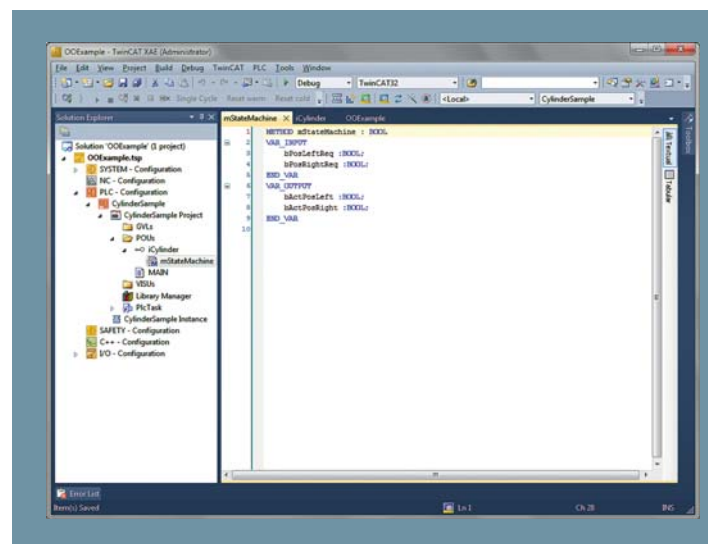 OOExample - TwinCAT XAE (Administrator)
File Edit View Project Build Debug TwinCAT PLC Tools Window
Debug TwinCAT32
Single Cycle Reset warm Reset cold <Local> CylinderSample
Solution Explorer
mStateMachine iCylinder OOExample
Solution 'OOExample' (1 project)
OOExample.tsp
SYSTEM - Configuration
NC - Configuration
PLC - Configuration
CylinderSample
CylinderSample Project
GVLs
POUs
iCylinder
mStateMachine
MAIN
VISUs
Library Manager
PlcTask
CylinderSample Instance
SAFETY - Configuration
C++ - Configuration
I/O - Configuration
1 METHOD mStateMachine : BOOL
2 VAR_INPUT
3 bPosLeftReq :BOOL;
4 bPosRightReq :BOOL;
5 END_VAR
6 VAR_OUTPUT
7 bActPosLeft :BOOL;
8 bActPosRight :BOOL;
9 END_VAR
10
Textual
Tabular
Toolbox
Error List
Item(s) Saved Ln 1 Ch 28 INS